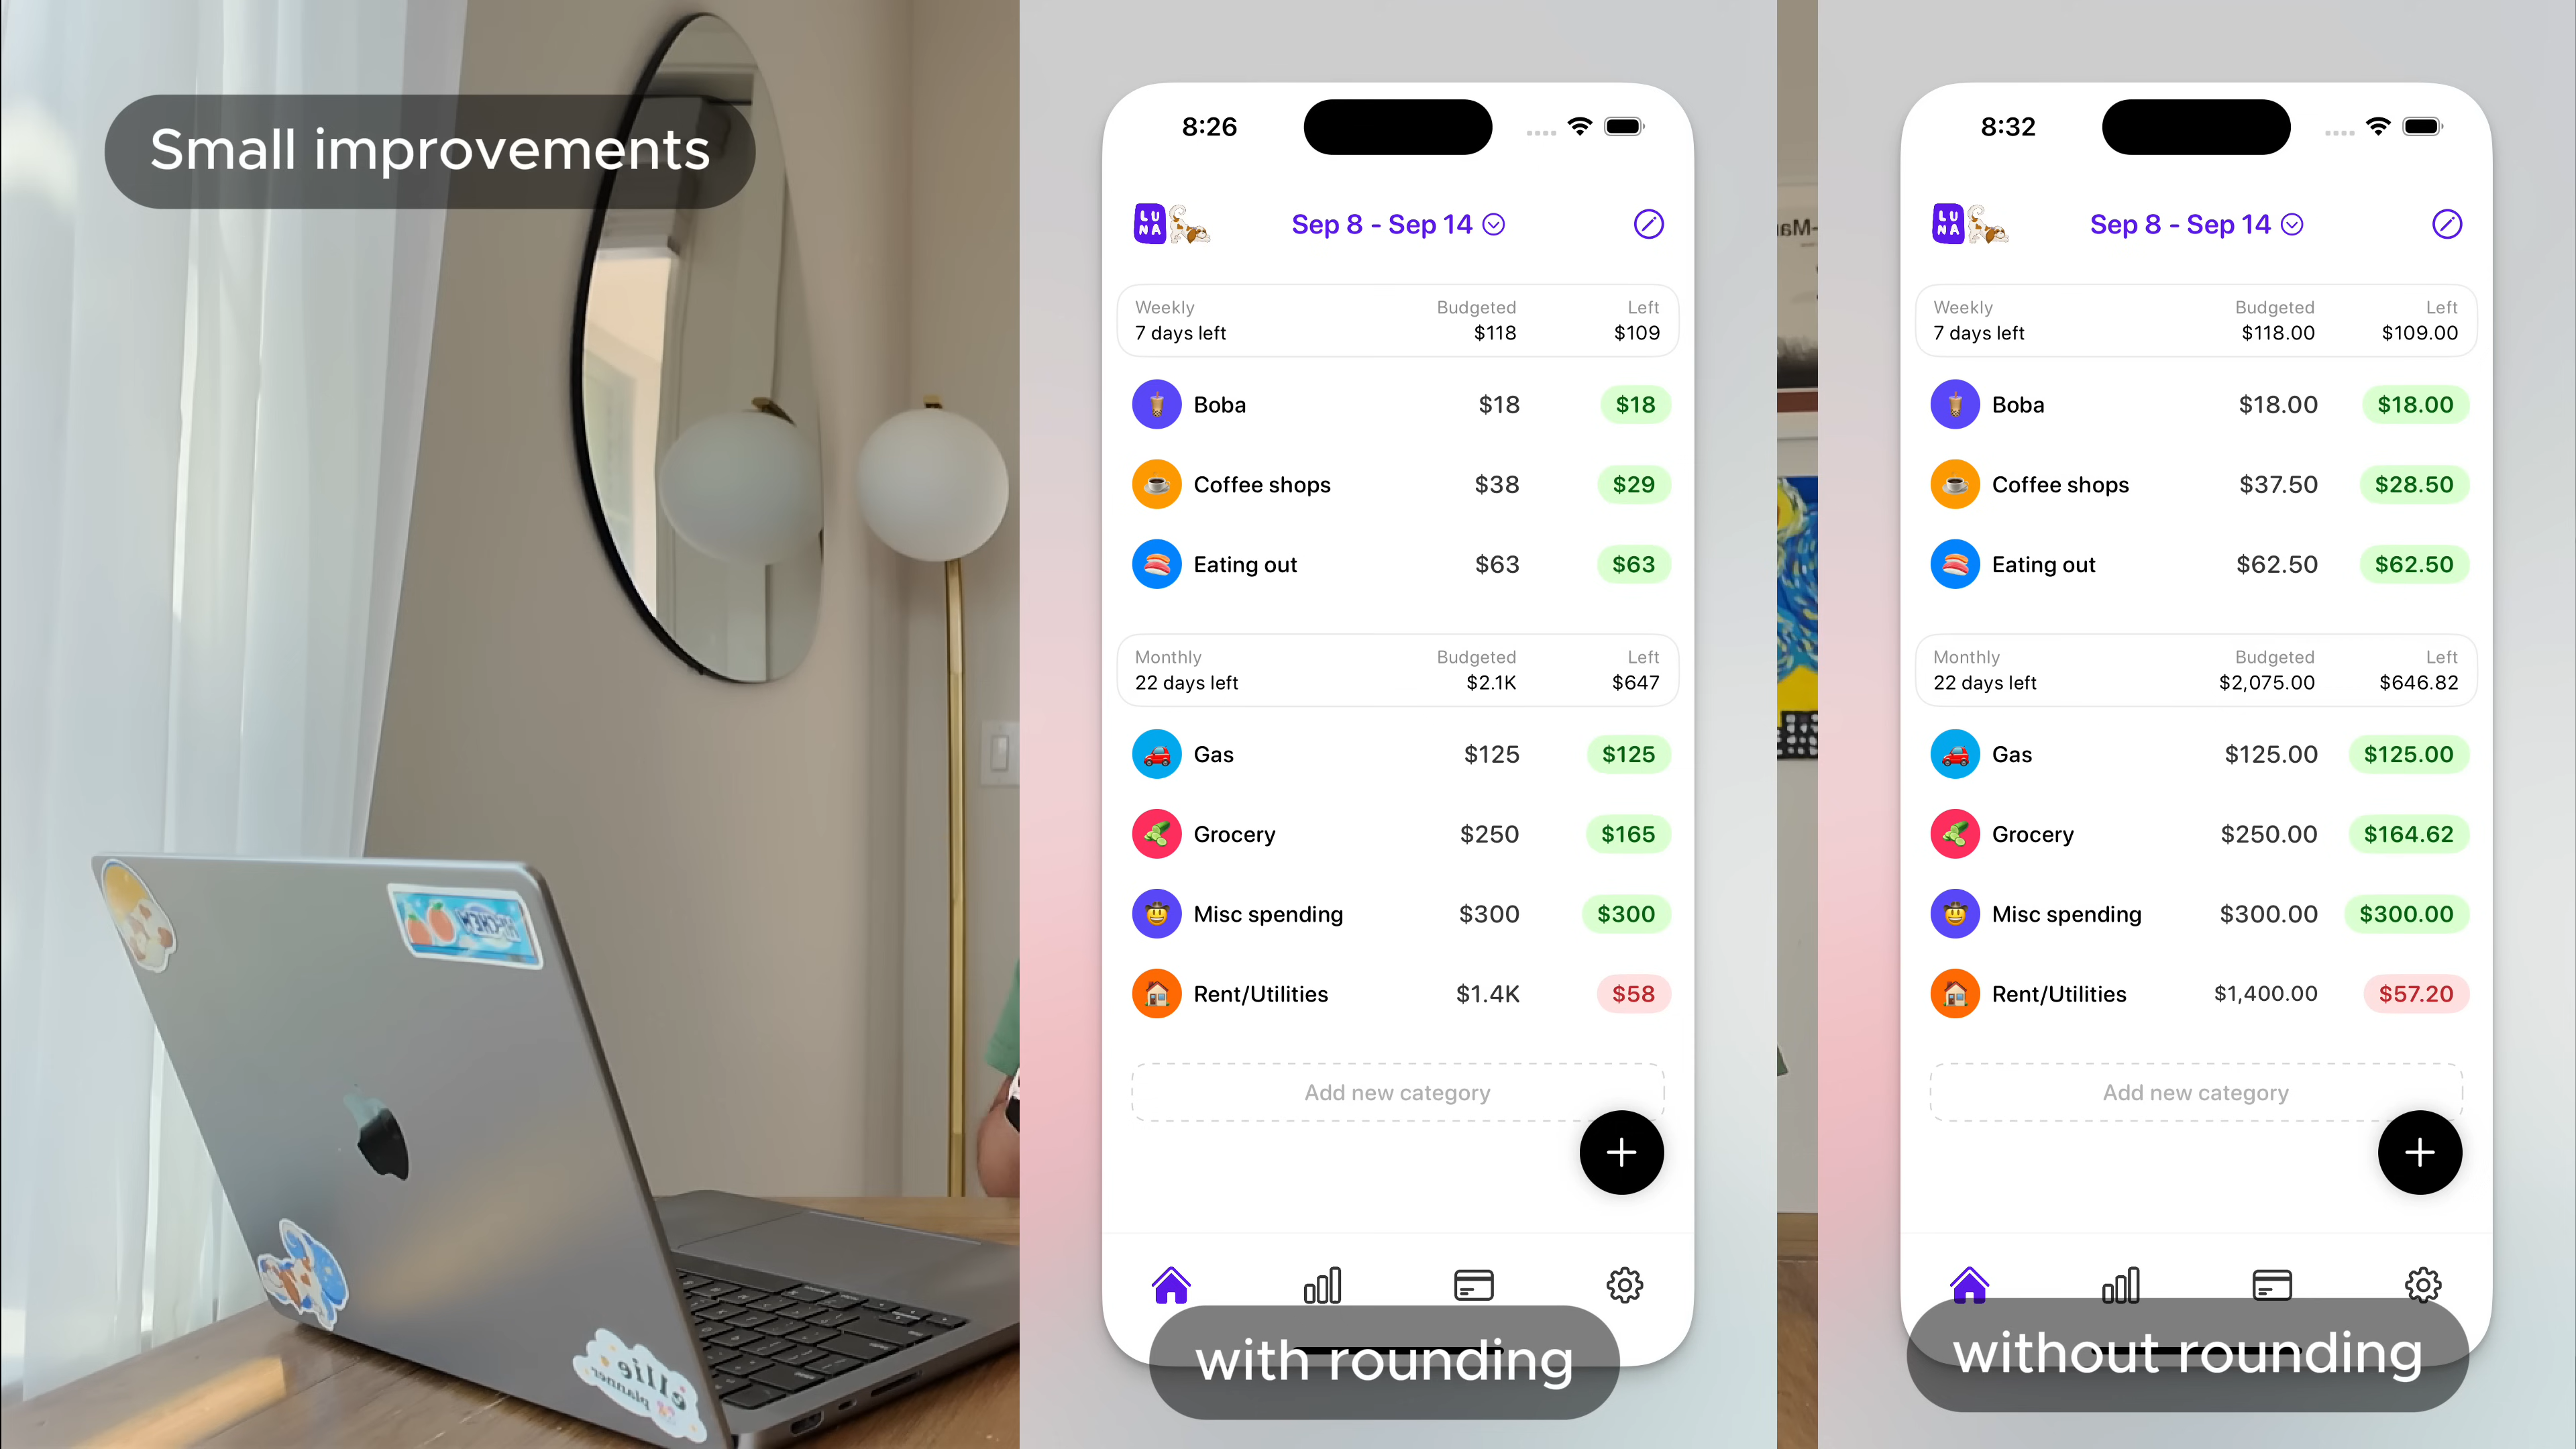 Small improvements
8:26
LU
NA
Sep 8 - Sep 14
Weekly Budgeted Left
7 days left $118 $109
Boba $18 $18
Coffee shops $38 $29
Eating out $63 $63
Monthly Budgeted Left
22 days left $2.1K $647
Gas $125 $125
Grocery $250 $165
Misc spending $300 $300
Rent/Utilities $1.4K $58
Add new category
with rounding
8:32
LU
NA
Sep 8 - Sep 14
Weekly Budgeted Left
7 days left $118.00 $109.00
Boba $18.00 $18.00
Coffee shops $37.50 $28.50
Eating out $62.50 $62.50
Monthly Budgeted Left
22 days left $2,075.00 $646.82
Gas $125.00 $125.00
Grocery $250.00 $164.62
Misc spending $300.00 $300.00
Rent/Utilities $1,400.00 $57.20
Add new category
without rounding
ellie
planner